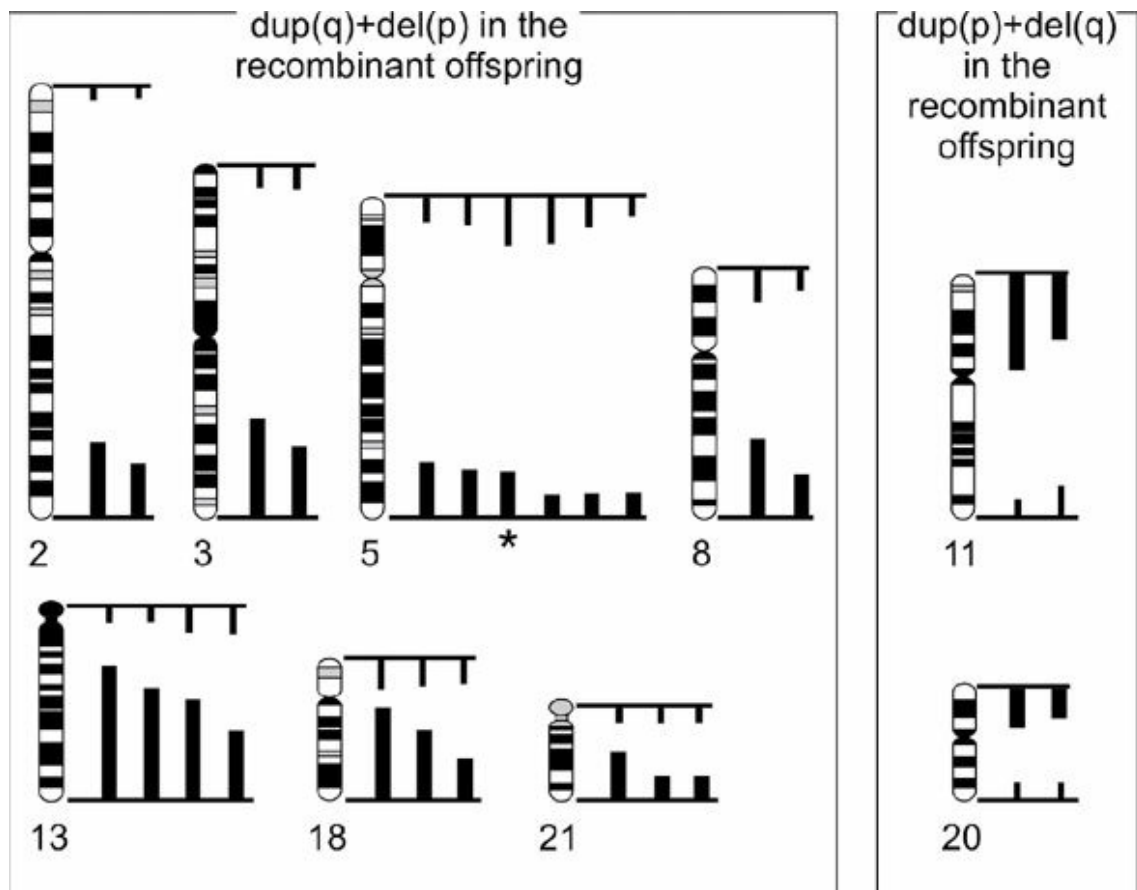 dup(q)+del(p) in the
recombinant offspring
2
3
5
*
8
13
18
21
dup(p)+del(q)
in the
recombinant
offspring
11
20